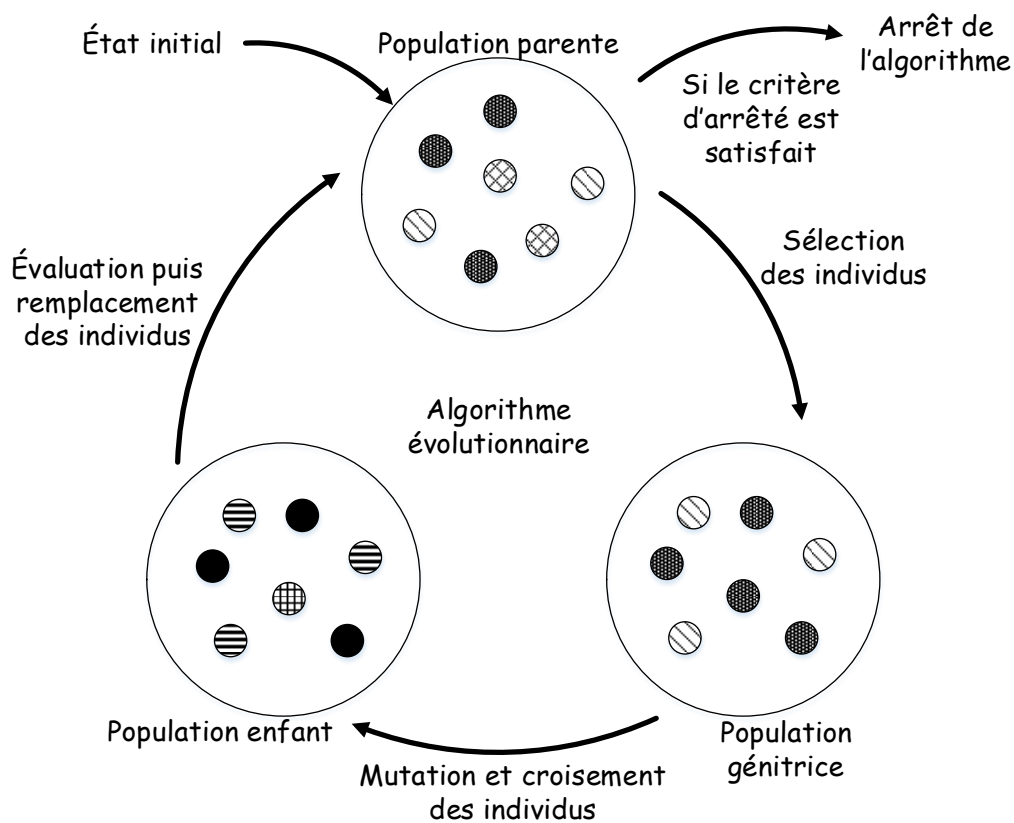 État initial
Population parente
Arrêt de
l'algorithme
Si le critère
d'arrêté est
satisfait
Sélection
des individus
Évaluation puis
remplacement
des individus
Algorithme
évolutionnaire
Population enfant
Population
génitrice
Mutation et croisement
des individus